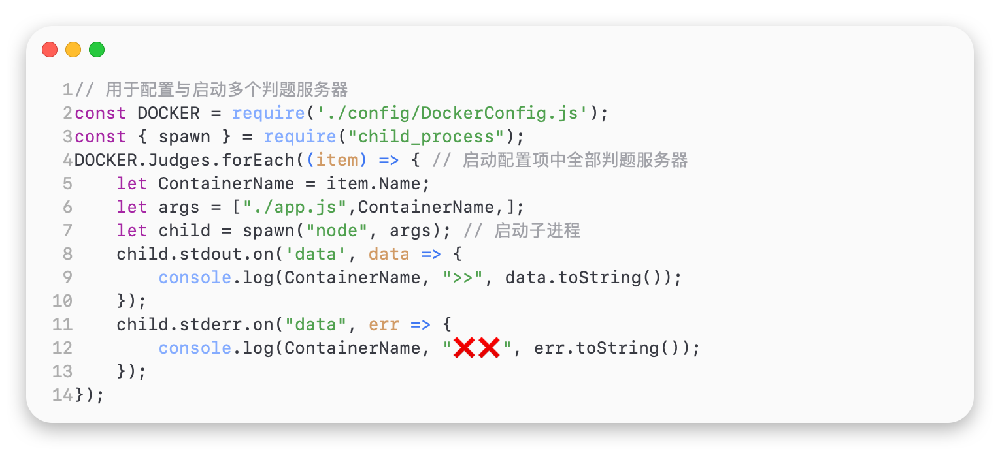 1// 用于配置与启动多个判题服务器
2const DOCKER = require('./config/DockerConfig.js');
3const { spawn } = require("child_process");
4DOCKER.Judges.forEach((item) => { // 启动配置项中全部判题服务器
5    let ContainerName = item.Name;
6    let args = ["./app.js",ContainerName,];
7    let child = spawn("node", args); // 启动子进程
8    child.stdout.on('data', data => {
9        console.log(ContainerName, ">>", data.toString());
10    });
11    child.stderr.on("data", err => {
12        console.log(ContainerName, "❌❌", err.toString());
13    });
14});